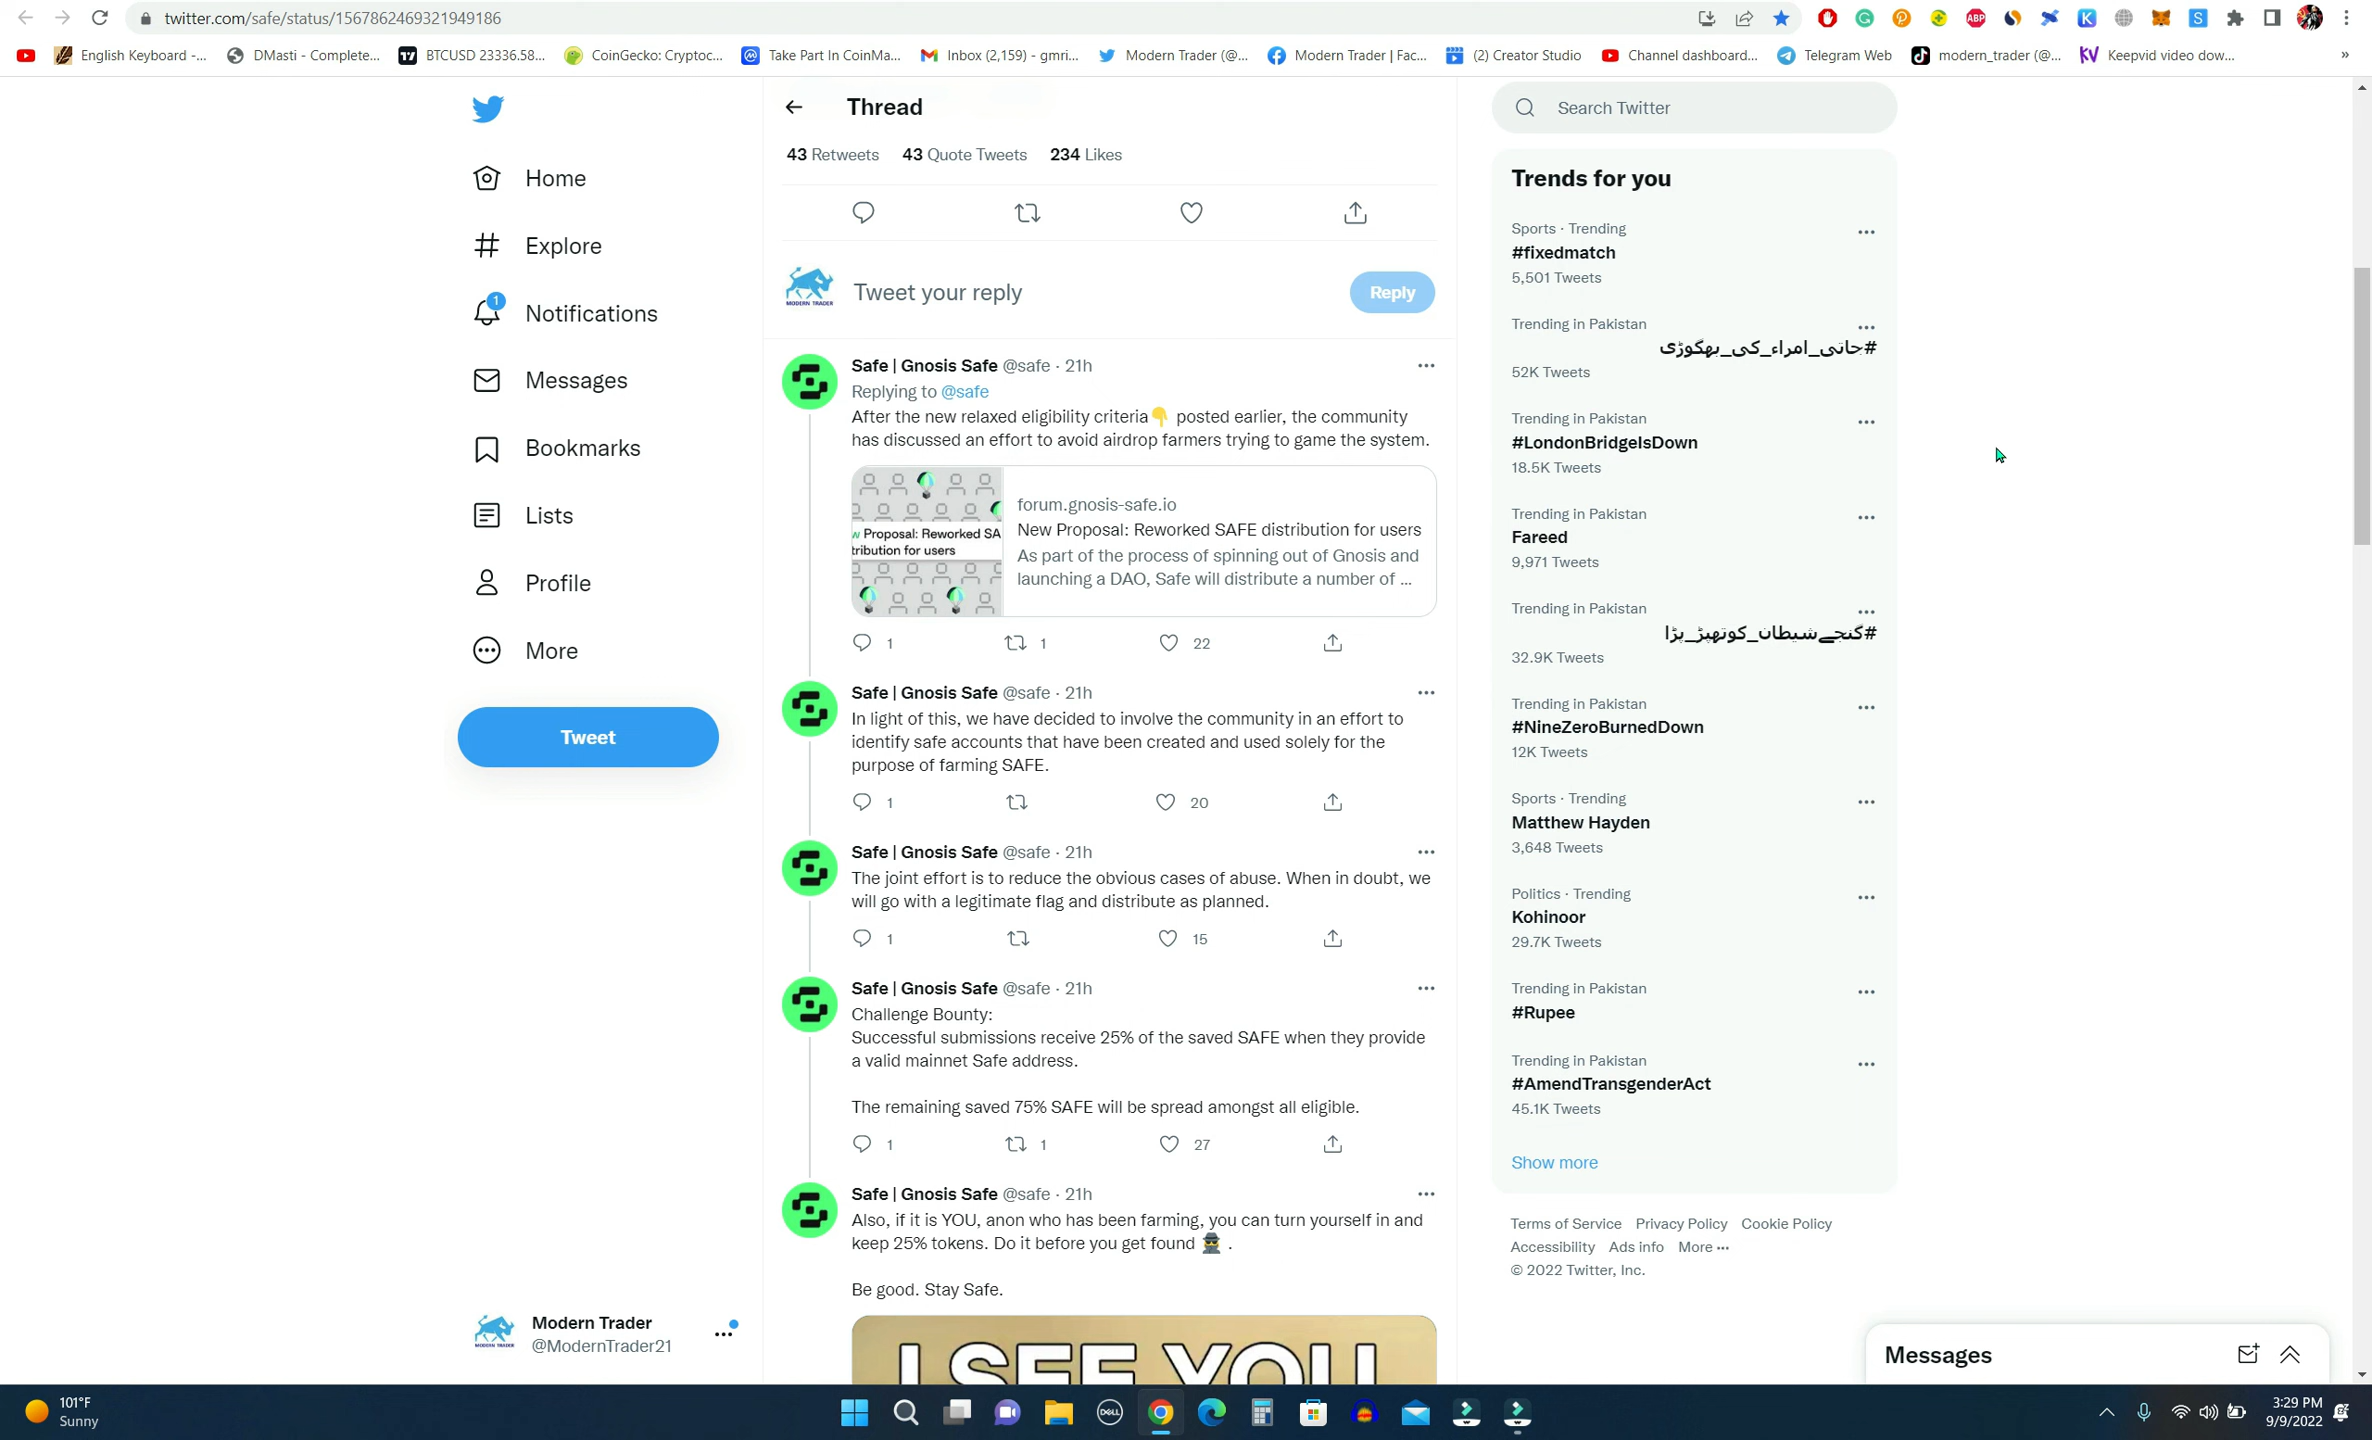 twitter.com/safe/status/1567862469321949186
English Keyboard -...
DMasti - Complete...
BTCUSD 23336.58...
CoinGecko: Cryptoc...
Take Part In CoinMa...
Inbox (2,159) - gmri...
Modern Trader (@...
Modern Trader | Fac...
(2) Creator Studio
Channel dashboard...
Telegram Web
modern_trader (@...
Keepvid video dow...
»
Home
Explore
1
Notifications
Messages
Bookmarks
Lists
Profile
More
Tweet
Modern Trader
@ModernTrader21
Thread
43 Retweets 43 Quote Tweets 234 Likes
MODERN TRADER
Tweet your reply
Reply
Safe | Gnosis Safe @safe · 21h
Replying to @safe
After the new relaxed eligibility criteria👇 posted earlier, the community
has discussed an effort to avoid airdrop farmers trying to game the system.
Proposal: Reworked SA
tribution for users
forum.gnosis-safe.io
New Proposal: Reworked SAFE distribution for users
As part of the process of spinning out of Gnosis and
launching a DAO, Safe will distribute a number of ...
1 1 22
Safe | Gnosis Safe @safe · 21h
In light of this, we have decided to involve the community in an effort to
identify safe accounts that have been created and used solely for the
purpose of farming SAFE.
1 20
Safe | Gnosis Safe @safe · 21h
The joint effort is to reduce the obvious cases of abuse. When in doubt, we
will go with a legitimate flag and distribute as planned.
1 15
Safe | Gnosis Safe @safe · 21h
Challenge Bounty:
Successful submissions receive 25% of the saved SAFE when they provide
a valid mainnet Safe address.
The remaining saved 75% SAFE will be spread amongst all eligible.
1 1 27
Safe | Gnosis Safe @safe · 21h
Also, if it is YOU, anon who has been farming, you can turn yourself in and
keep 25% tokens. Do it before you get found 🕵 .
Be good. Stay Safe.
I SEE YOU
Search Twitter
Trends for you
Sports · Trending
#fixedmatch
5,501 Tweets
Trending in Pakistan
#جاتی_امراء_کی_بھگوڑی
52K Tweets
Trending in Pakistan
#LondonBridgeIsDown
18.5K Tweets
Trending in Pakistan
Fareed
9,971 Tweets
Trending in Pakistan
#گنجے_شیطان_کوتھپڑ_پڑا
32.9K Tweets
Trending in Pakistan
#NineZeroBurnedDown
12K Tweets
Sports · Trending
Matthew Hayden
3,648 Tweets
Politics · Trending
Kohinoor
29.7K Tweets
Trending in Pakistan
#Rupee
Trending in Pakistan
#AmendTransgenderAct
45.1K Tweets
Show more
Terms of Service Privacy Policy Cookie Policy
Accessibility Ads info More ···
© 2022 Twitter, Inc.
Messages
101°F
Sunny
DELL
3:29 PM
9/9/2022